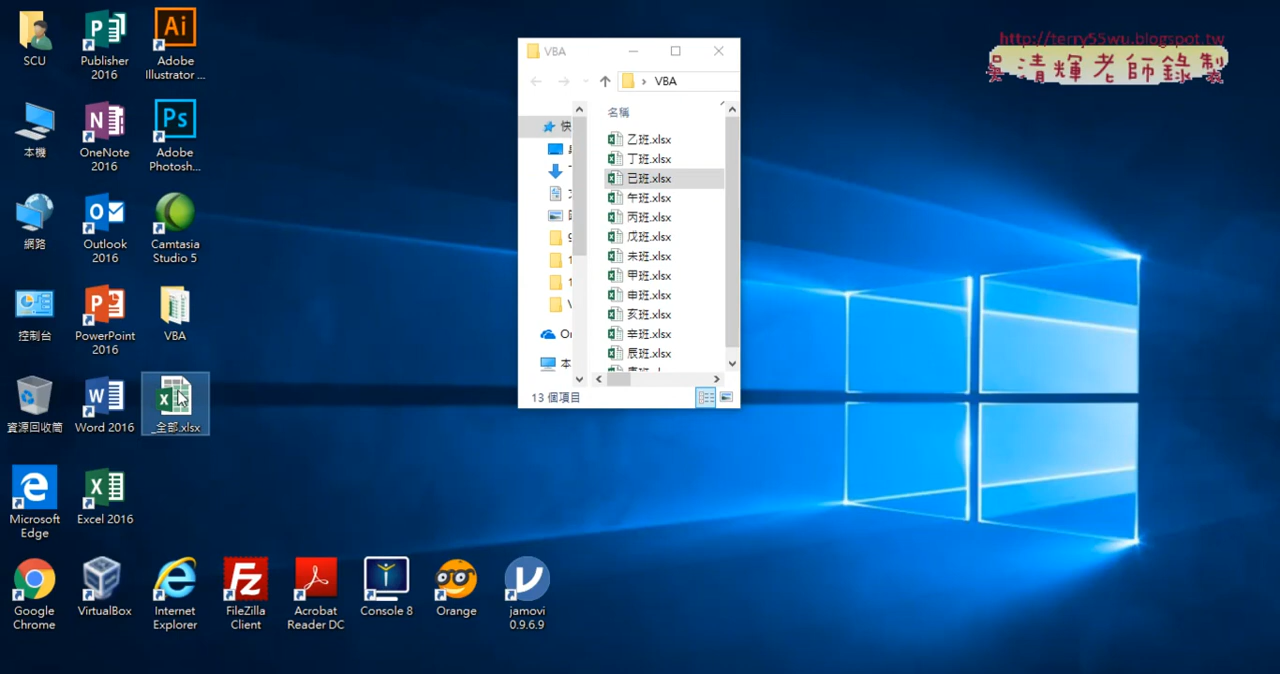 SCU
Publisher
2016
Adobe
Illustrator ...
本機
OneNote
2016
Adobe
Photosh...
網路
Outlook
2016
Camtasia
Studio 5
控制台
PowerPoint
2016
VBA
資源回收筒
Word 2016
_全部.xlsx
Microsoft
Edge
Excel 2016
Google
Chrome
VirtualBox
Internet
Explorer
FileZilla
Client
Acrobat
Reader DC
Console 8
Orange
jamovi
0.9.6.9
VBA
VBA
名稱
快
乙班.xlsx
丁班.xlsx
已班.xlsx
午班.xlsx
丙班.xlsx
戊班.xlsx
未班.xlsx
甲班.xlsx
申班.xlsx
亥班.xlsx
辛班.xlsx
辰班.xlsx
本
13 個項目
http://terry55wu.blogspot.tw
吳清輝老師錄製